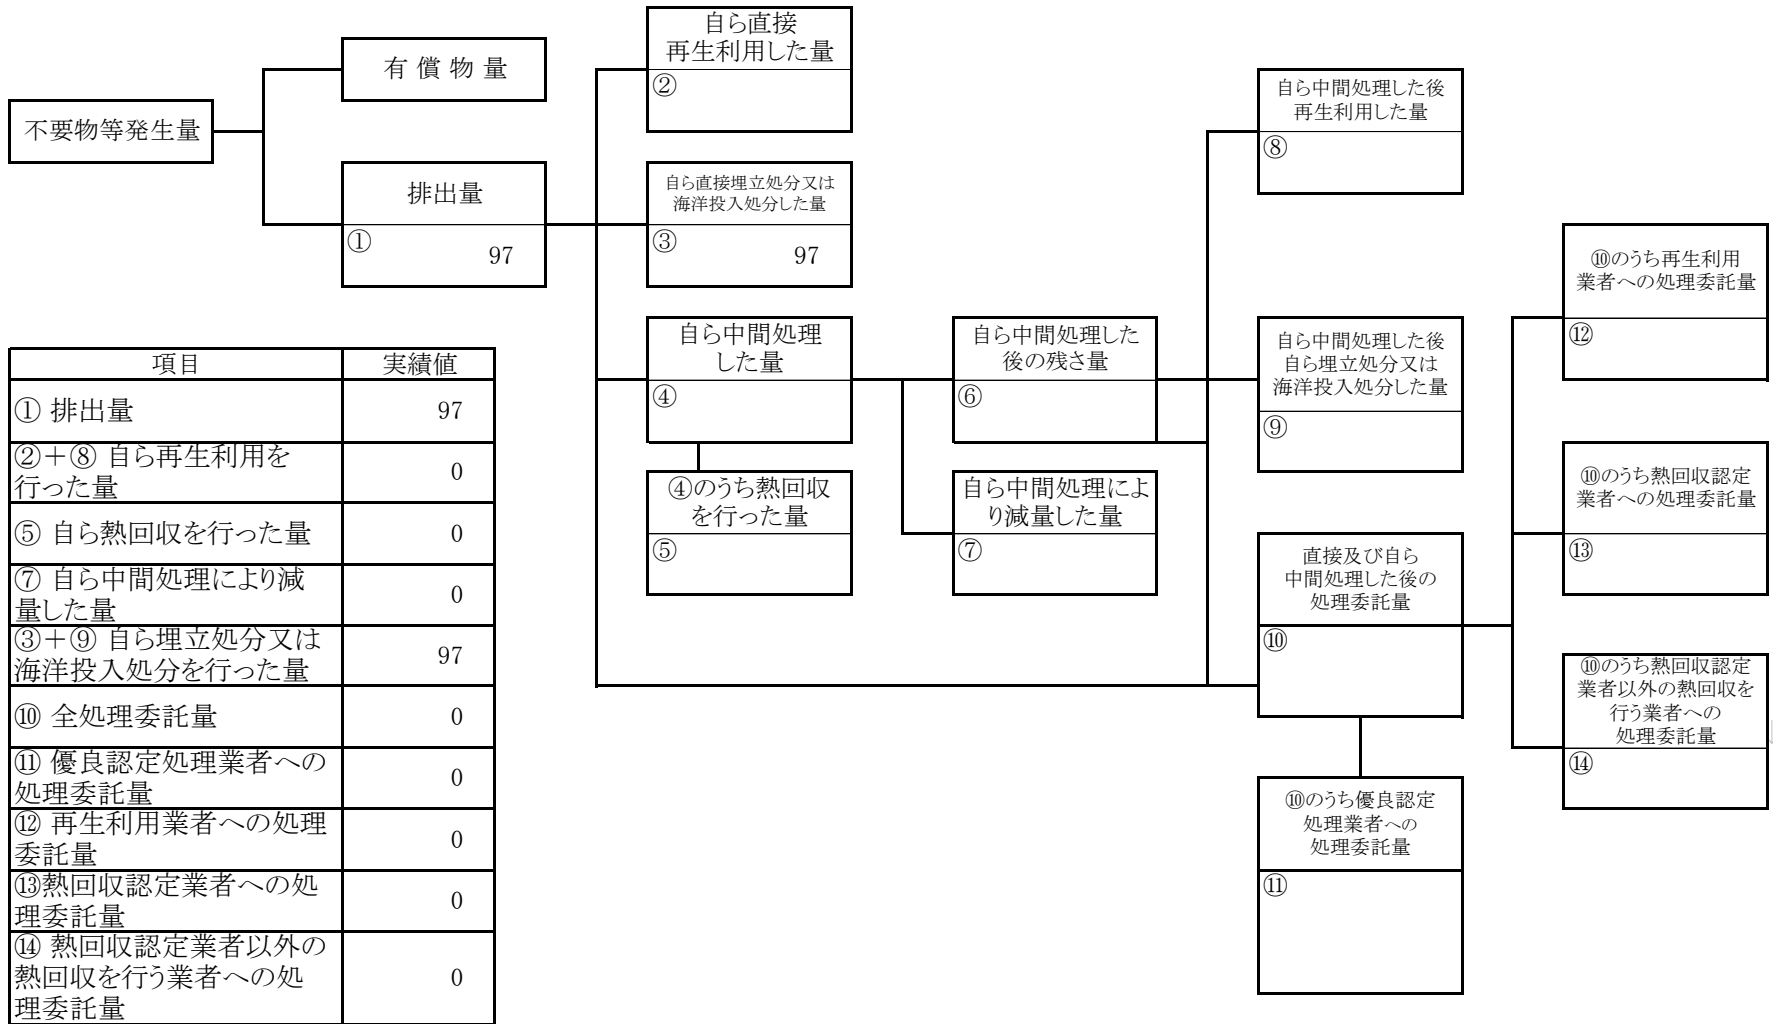 不要物等発生量
有償物量
排出量
①
97
自ら直接
再生利用した量
②
自ら直接埋立処分又は
海洋投入処分した量
③
97
自ら中間処理
した量
④
④のうち熱回収
を行った量
⑤
自ら中間処理した
後の残さ量
⑥
自ら中間処理によ
り減量した量
⑦
自ら中間処理した後
再生利用した量
⑧
自ら中間処理した後
自ら埋立処分又は
海洋投入処分した量
⑨
直接及び自ら
中間処理した後の
処理委託量
⑩
⑩のうち優良認定
処理業者への
処理委託量
⑪
⑩のうち再生利用
業者への処理委託量
⑫
⑩のうち熱回収認定
業者への処理委託量
⑬
⑩のうち熱回収認定
業者以外の熱回収を
行う業者への
処理委託量
⑭
項目 実績値
① 排出量 97
②+⑧ 自ら再生利用を
行った量 0
⑤ 自ら熱回収を行った量 0
⑦ 自ら中間処理により減
量した量 0
③+⑨ 自ら埋立処分又は
海洋投入処分を行った量 97
⑩ 全処理委託量 0
⑪ 優良認定処理業者への
処理委託量 0
⑫ 再生利用業者への処理
委託量 0
⑬熱回収認定業者への処
理委託量 0
⑭ 熱回収認定業者以外の
熱回収を行う業者への処
理委託量 0